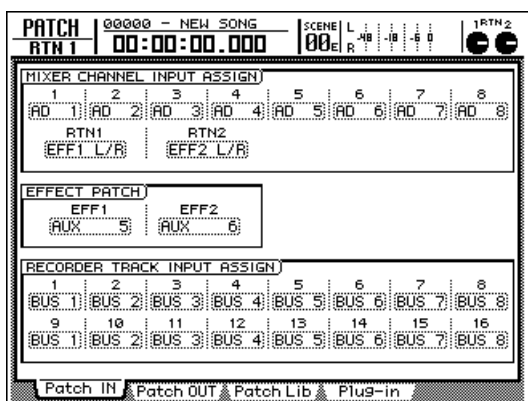 PATCH 00000 - NEW SONG SCENE L -48 -18 -6 0 1 RTN 2
RTN 1 00:00:00.000 00E R
MIXER CHANNEL INPUT ASSIGN
1 2 3 4 5 6 7 8
AD 1 AD 2 AD 3 AD 4 AD 5 AD 6 AD 7 AD 8
RTN1 RTN2
EFF1 L/R EFF2 L/R
EFFECT PATCH
EFF1 EFF2
AUX 5 AUX 6
RECORDER TRACK INPUT ASSIGN
1 2 3 4 5 6 7 8
BUS 1 BUS 2 BUS 3 BUS 4 BUS 5 BUS 6 BUS 7 BUS 8
9 10 11 12 13 14 15 16
BUS 1 BUS 2 BUS 3 BUS 4 BUS 5 BUS 6 BUS 7 BUS 8
Patch IN Patch OUT Patch Lib Plug-in